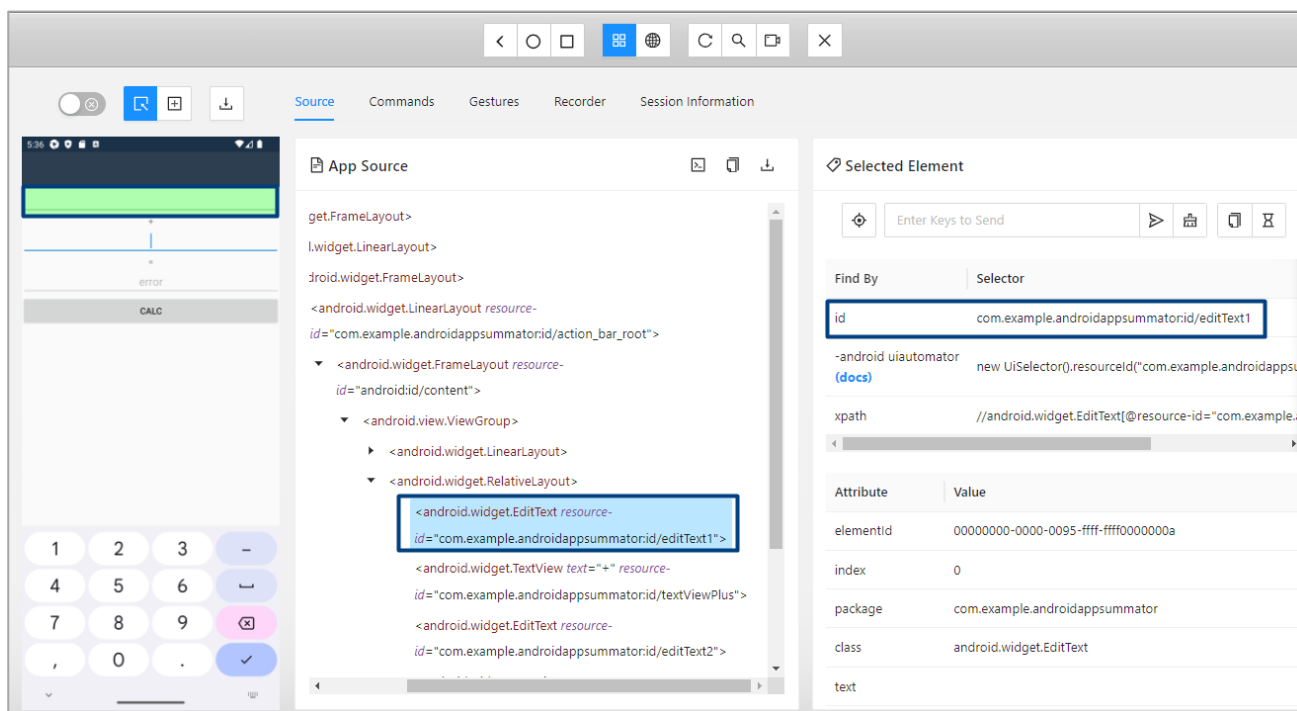 Source Commands Gestures Recorder Session Information
5:36
error
CALC
1 2 3 –
4 5 6
7 8 9
, 0 .
App Source
get.FrameLayout>
l.widget.LinearLayout>
droid.widget.FrameLayout>
<android.widget.LinearLayout resource-
id="com.example.androidappsummator:id/action_bar_root">
<android.widget.FrameLayout resource-
id="android:id/content">
<android.view.ViewGroup>
<android.widget.LinearLayout>
<android.widget.RelativeLayout>
<android.widget.EditText resource-
id="com.example.androidappsummator:id/editText1">
<android.widget.TextView text="+" resource-
id="com.example.androidappsummator:id/textViewPlus">
<android.widget.EditText resource-
id="com.example.androidappsummator:id/editText2">
Selected Element
Enter Keys to Send
Find By Selector
id com.example.androidappsummator:id/editText1
-android uiautomator
(docs) new UiSelector().resourceId("com.example.androidapps
xpath //android.widget.EditText[@resource-id="com.example.
Attribute Value
elementId 00000000-0000-0095-ffff-ffff0000000a
index 0
package com.example.androidappsummator
class android.widget.EditText
text